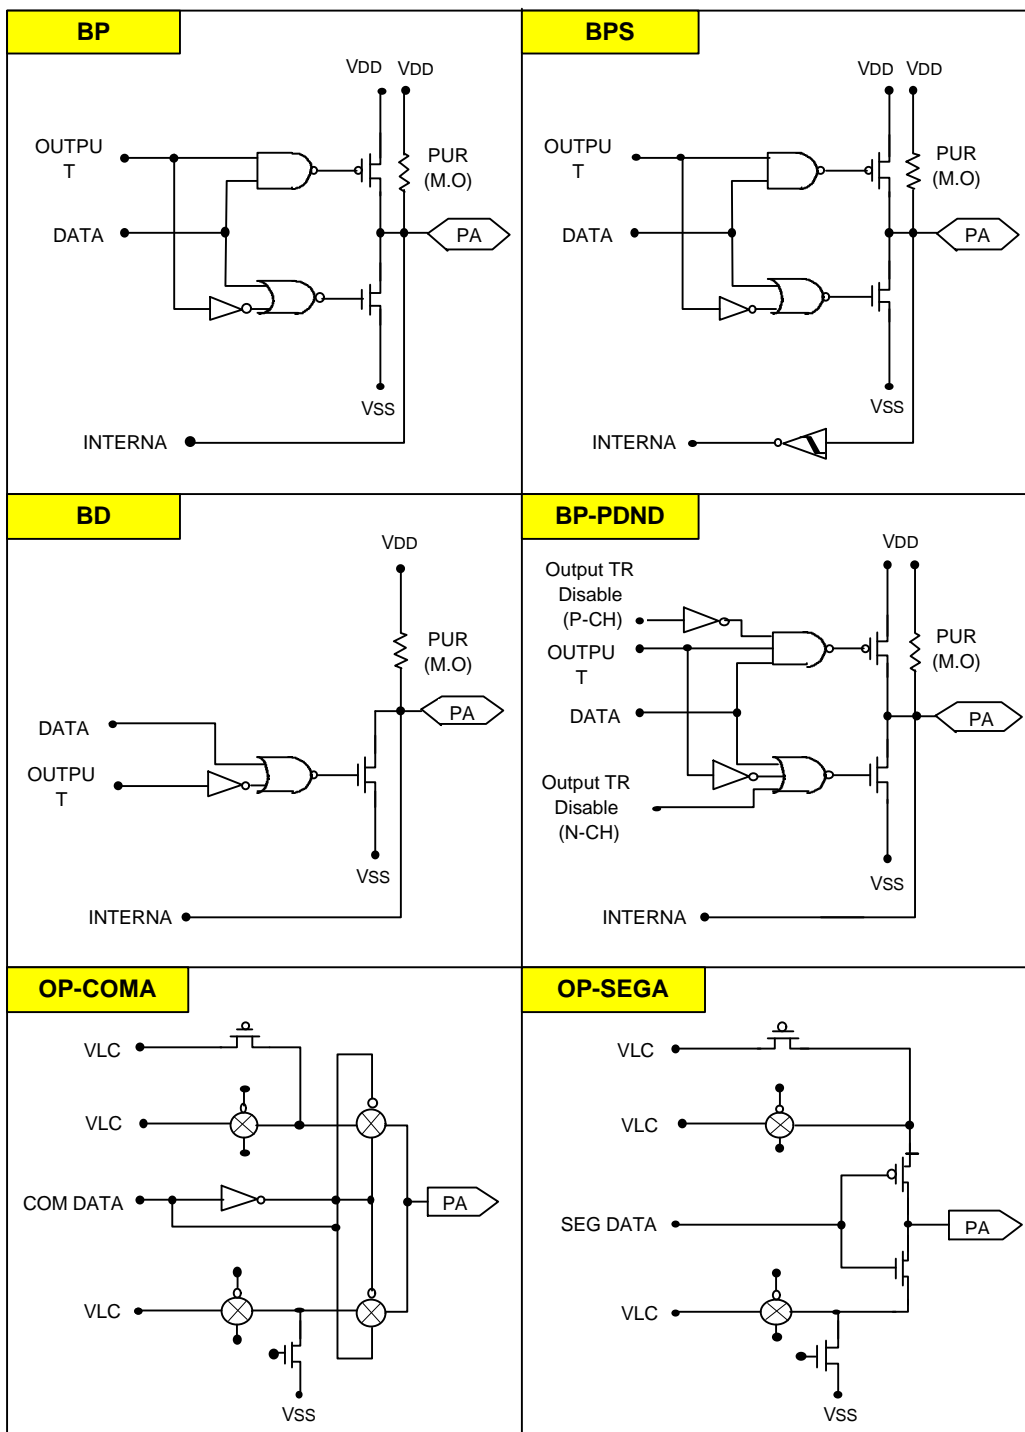 BP
VDD VDD
OUTPU
T
PUR
(M.O)
DATA
PA
VSS
INTERNA
BPS
VDD VDD
OUTPU
T
PUR
(M.O)
DATA
PA
VSS
INTERNA
BD
VDD
PUR
(M.O)
PA
DATA
OUTPU
T
VSS
INTERNA
BP-PDND
VDD
Output TR
Disable
(P-CH)
OUTPU
T
PUR
(M.O)
DATA
PA
Output TR
Disable
(N-CH)
VSS
INTERNA
OP-COMA
VLC
VLC
COM DATA
PA
VLC
VSS
OP-SEGA
VLC
VLC
SEG DATA
PA
VLC
VSS